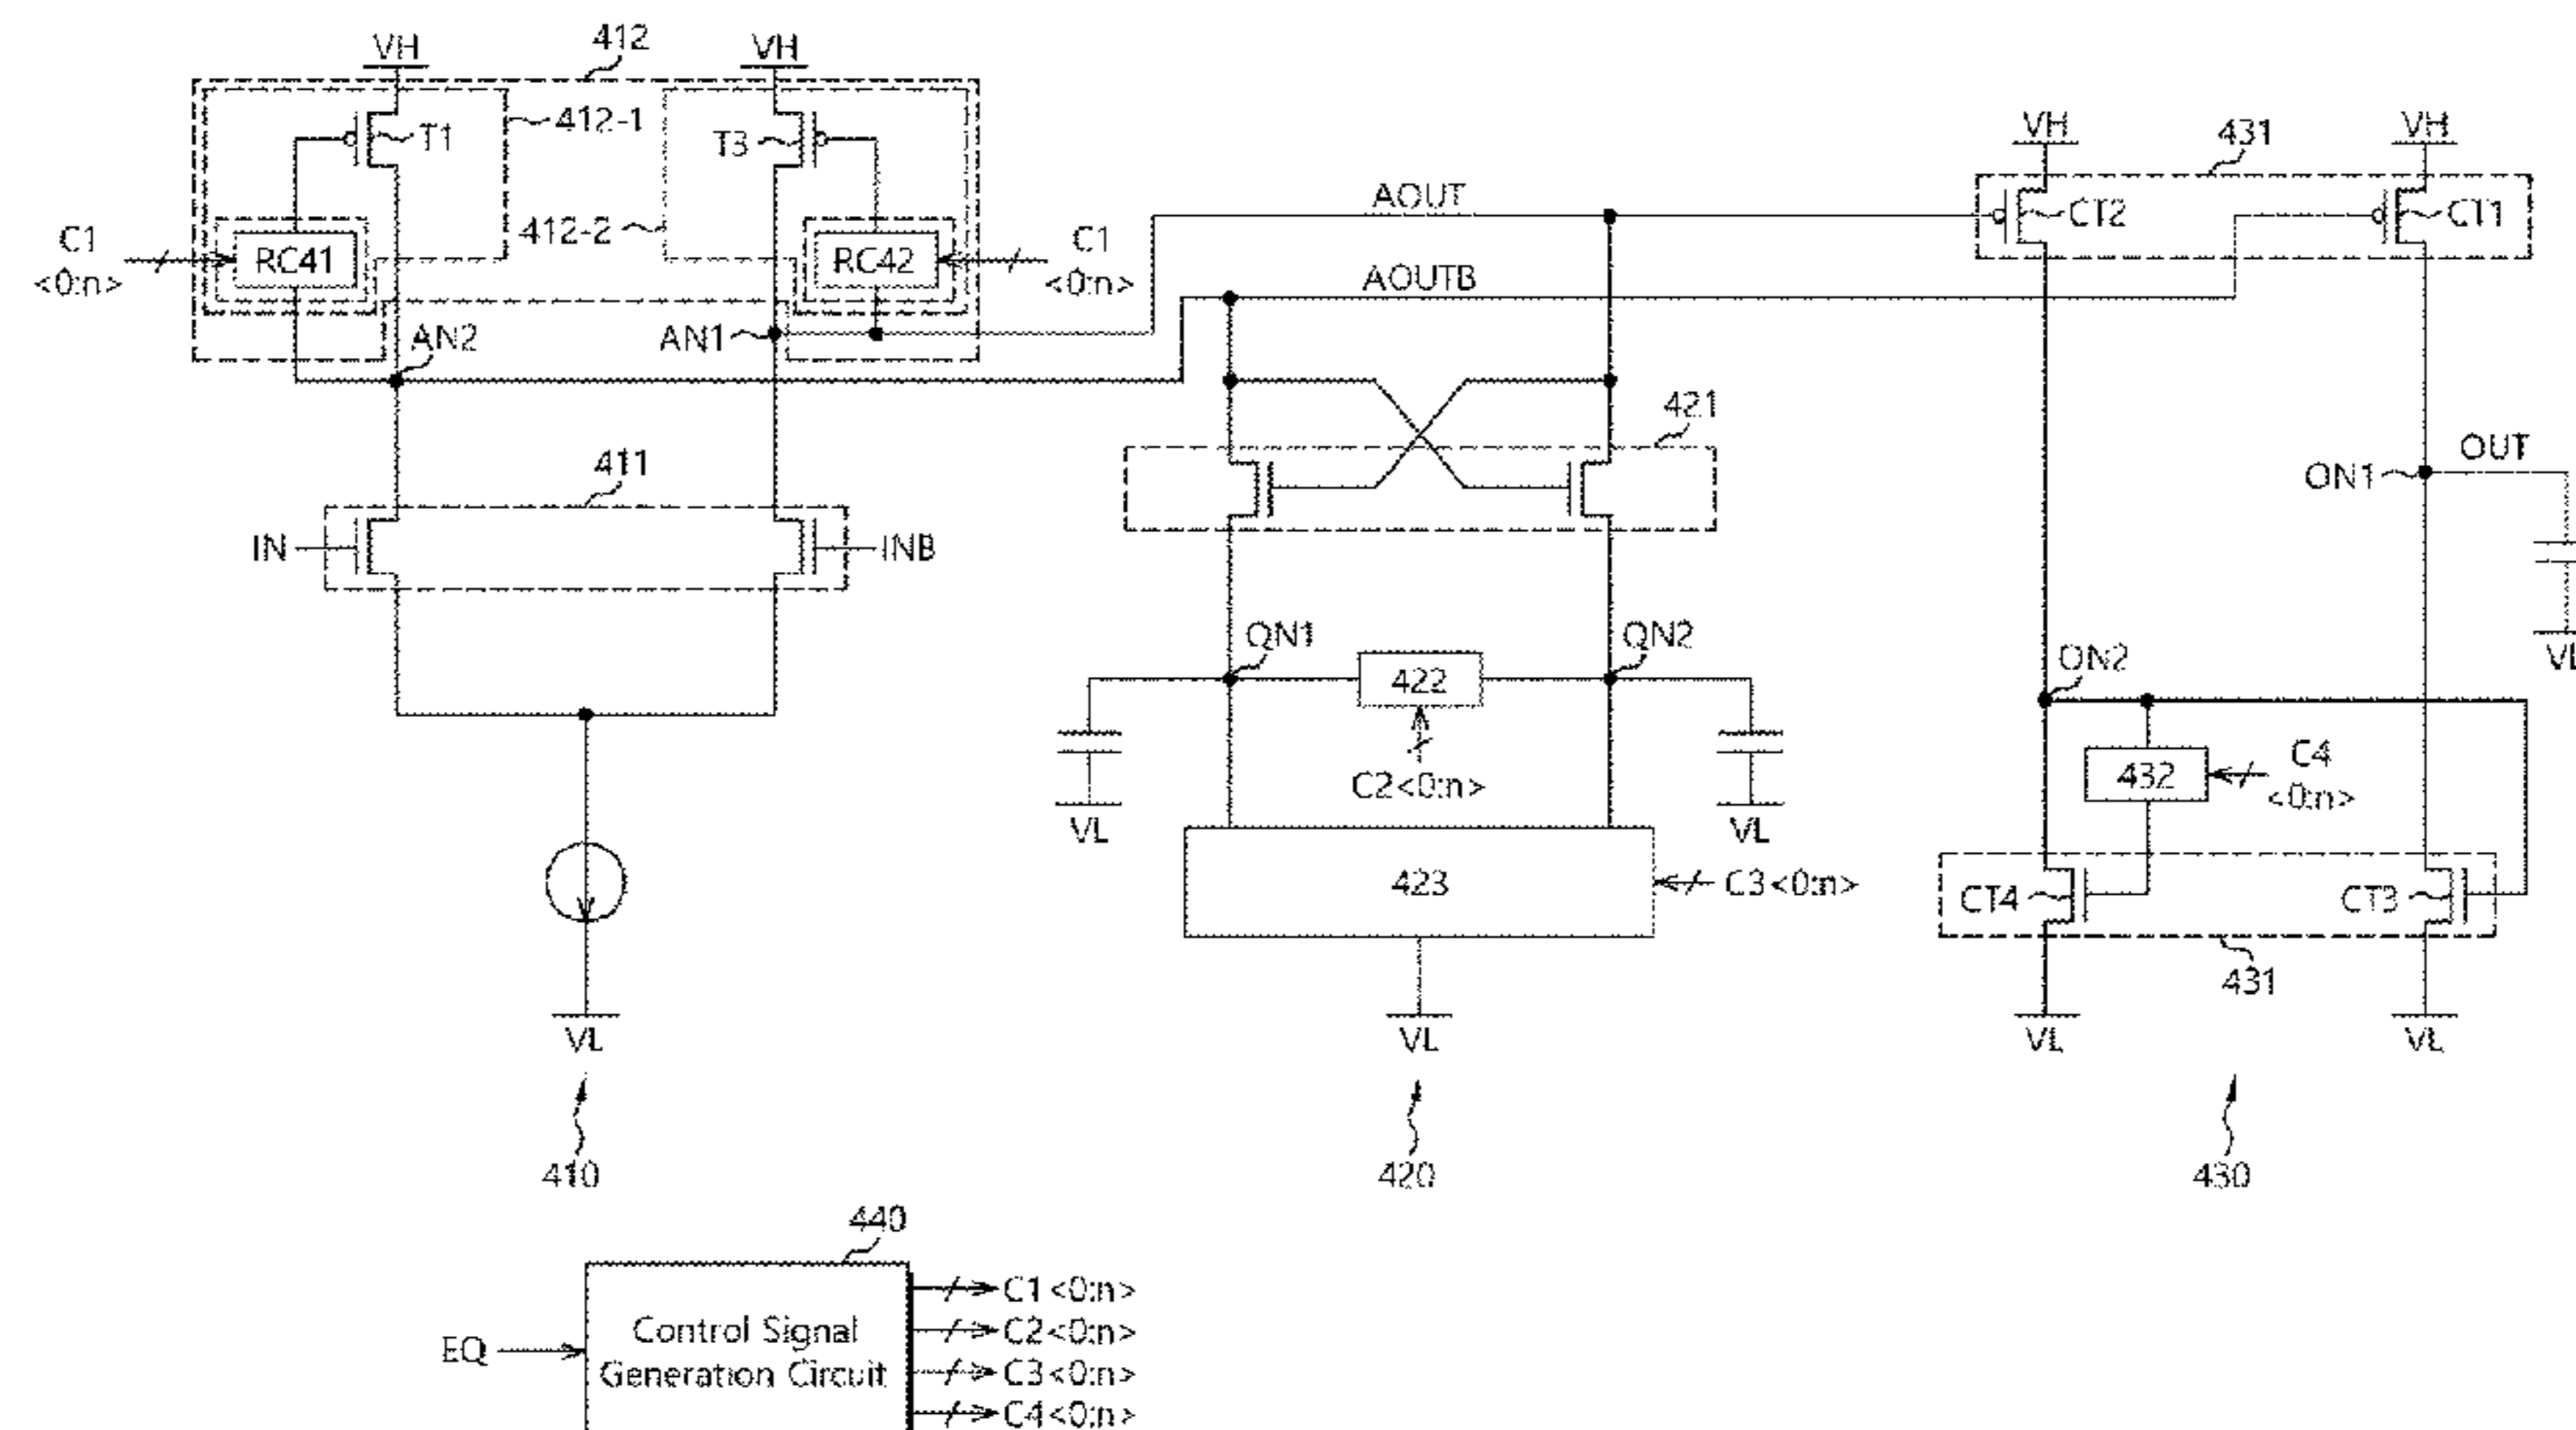 412
VH
VH
T1
412-1
T3
VH
431
VH
AOUT
CT2
CT1
412-2
C1
<0:n>
RC41
RC42
C1
<0:n>
AOUTB
AN2
AN1
421
411
OUT
ON1
IN
INB
QN1
QN2
422
ON2
VL
C2<0:n>
432
C4
<0:n>
VL
VL
423
C3<0:n>
CT4
CT3
431
VL
VL
VL
VL
410
420
430
440
EQ
Control Signal
Generation Circuit
C1<0:n>
C2<0:n>
C3<0:n>
C4<0:n>